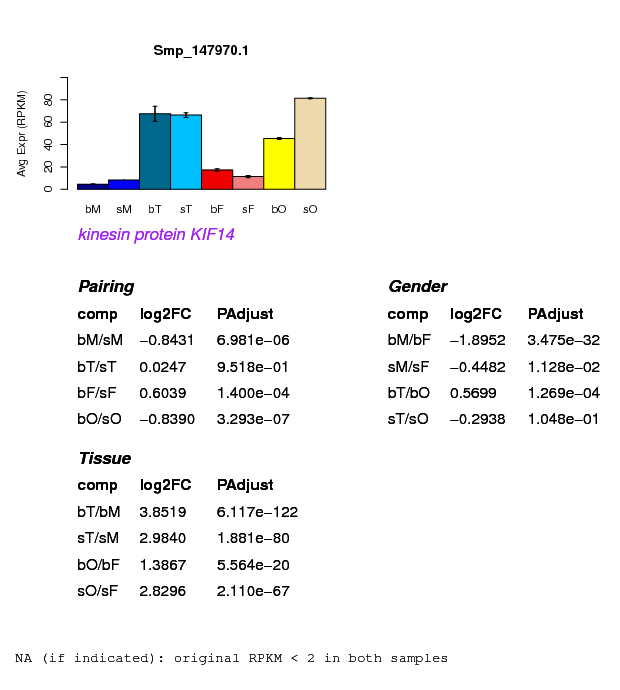 Smp_147970.1
Avg Expr (RPKM)
0 20 40 60 80
bM sM bT sT bF sF bO sO
kinesin protein KIF14
Pairing
comp log2FC PAdjust
bM/sM −0.8431 6.981e−06
bT/sT 0.0247 9.518e−01
bF/sF 0.6039 1.400e−04
bO/sO −0.8390 3.293e−07
Gender
comp log2FC PAdjust
bM/bF −1.8952 3.475e−32
sM/sF −0.4482 1.128e−02
bT/bO 0.5699 1.269e−04
sT/sO −0.2938 1.048e−01
Tissue
comp log2FC PAdjust
bT/bM 3.8519 6.117e−122
sT/sM 2.9840 1.881e−80
bO/bF 1.3867 5.564e−20
sO/sF 2.8296 2.110e−67
NA (if indicated): original RPKM < 2 in both samples